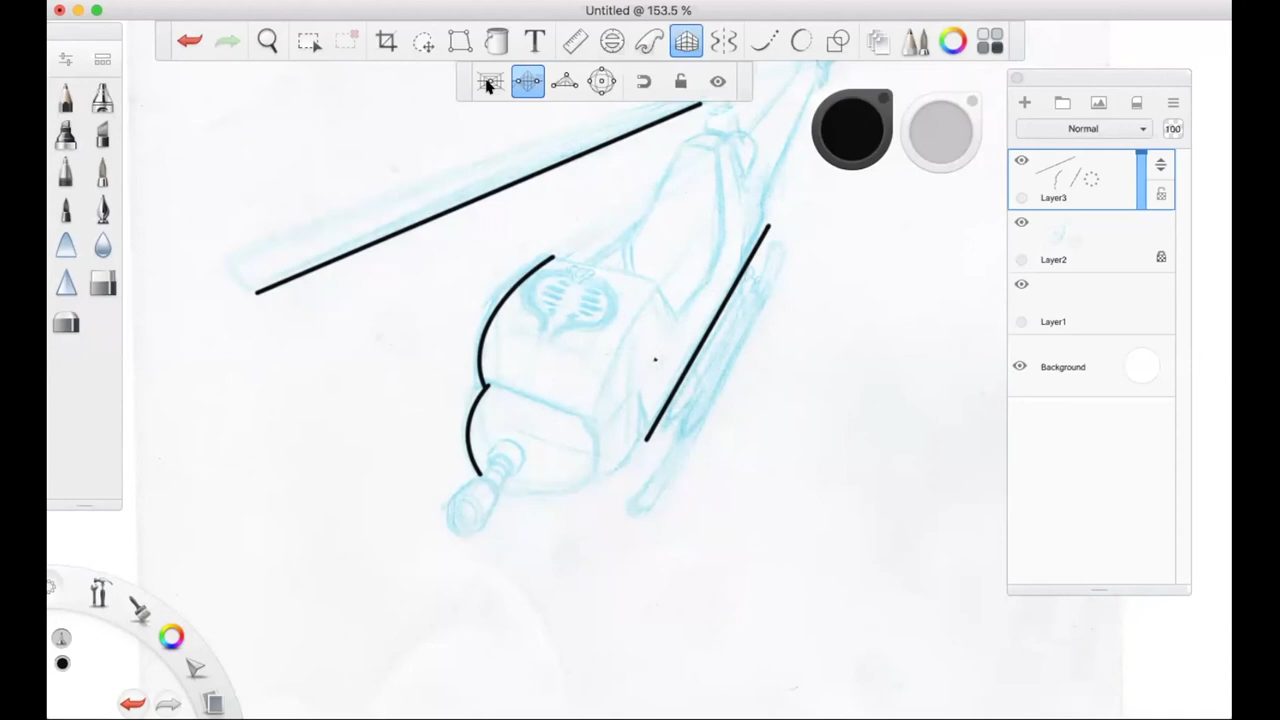 Untitled @ 153.5 %
T
Normal
100
Layer3
Layer2
Layer1
Background